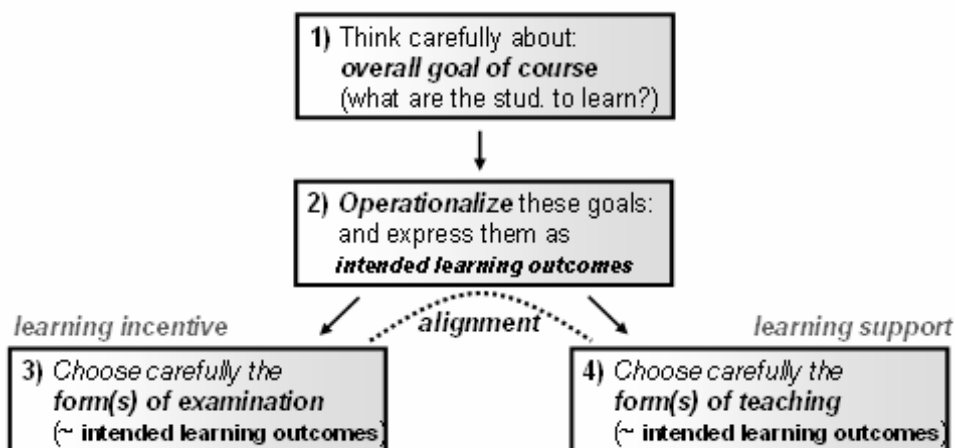 1) Think carefully about:
overall goal of course
(what are the stud. to learn?)
2) Operationalize these goals:
and express them as
intended learning outcomes
learning incentive
alignment
learning support
3) Choose carefully the
form(s) of examination
(~ intended learning outcomes)
4) Choose carefully the
form(s) of teaching
(~ intended learning outcomes)